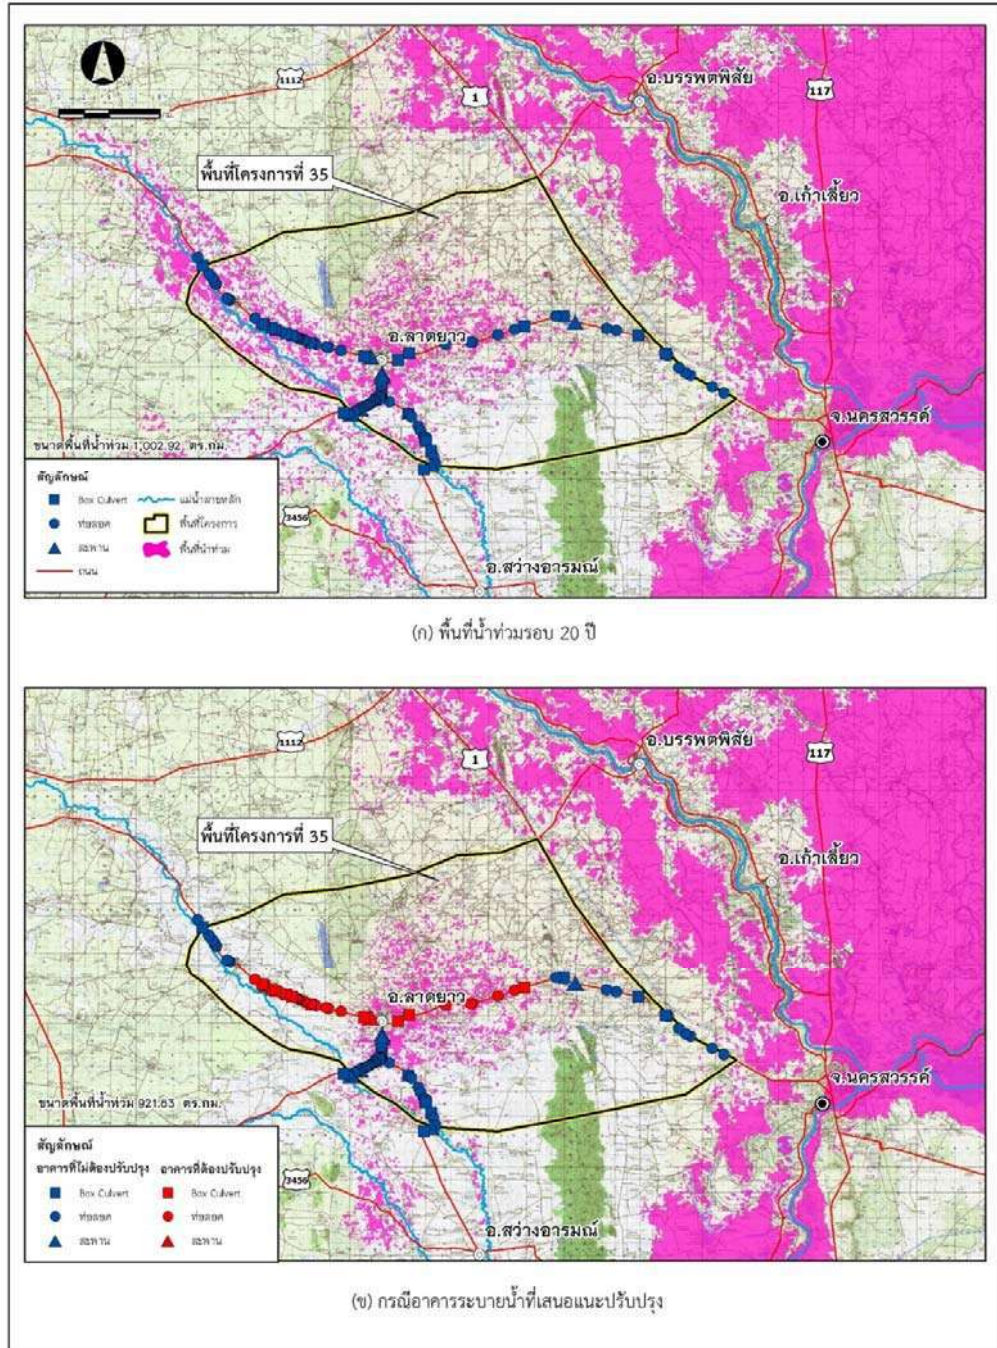 อ.บรรพตพิสัย
1112
1
117
พื้นที่โครงการที่ 35
อ.เก้าเลี้ยว
อ.ลาดยาว
จ.นครสวรรค์
ขนาดพื้นที่น้ำท่วม 1,002.92 ตร.กม.
สัญลักษณ์
Box Culvert แม่น้ำสายหลัก
ท่อลอด พื้นที่โครงการ
สะพาน พื้นที่น้ำท่วม
ถนน
3456
อ.สว่างอารมณ์
(ก) พื้นที่น้ำท่วมรอบ 20 ปี
อ.บรรพตพิสัย
1112
1
117
พื้นที่โครงการที่ 35
อ.เก้าเลี้ยว
อ.ลาดยาว
จ.นครสวรรค์
ขนาดพื้นที่น้ำท่วม 921.63 ตร.กม.
สัญลักษณ์
อาคารที่ไม่ต้องปรับปรุง อาคารที่ต้องปรับปรุง
Box Culvert Box Culvert
ท่อลอด ท่อลอด
สะพาน สะพาน
3456
อ.สว่างอารมณ์
(ข) กรณีอาคารระบายน้ำที่เสนอแนะปรับปรุง